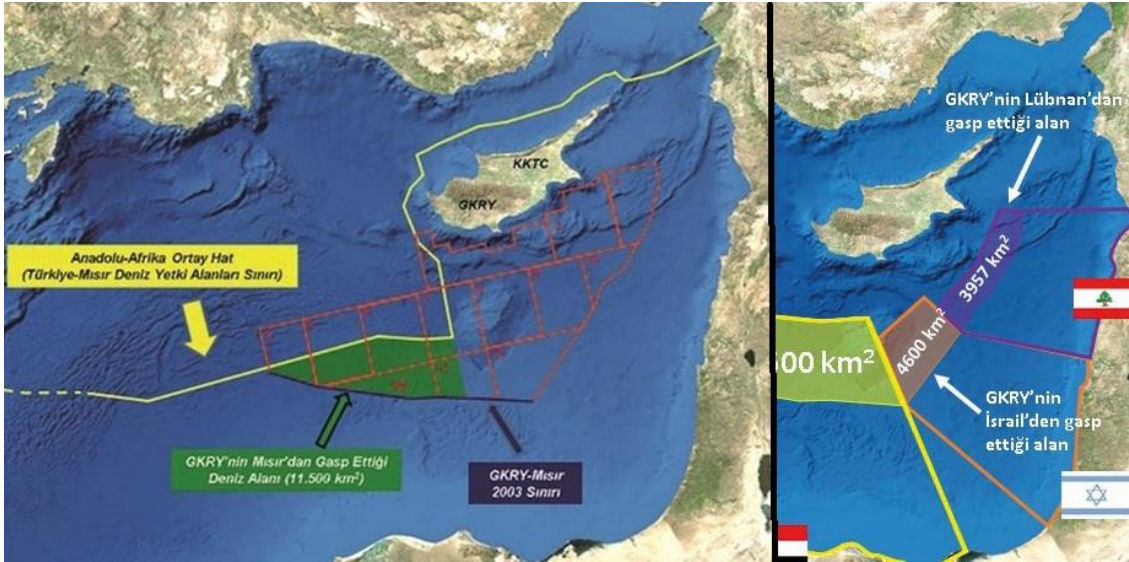 KKTC
GKRY
Anadolu-Afrika Ortay Hat
(Türkiye-Mısır Deniz Yetki Alanları Sınırı)
GKRY'nin Mısır'dan Gasp Ettiği
Deniz Alanı (11.500 km²)
GKRY-Mısır
2003 Sınırı
GKRY'nin Lübnan'dan
gasp ettiği alan
3957 km²
4600 km²
500 km²
GKRY'nin
İsrail'den gasp
ettiği alan